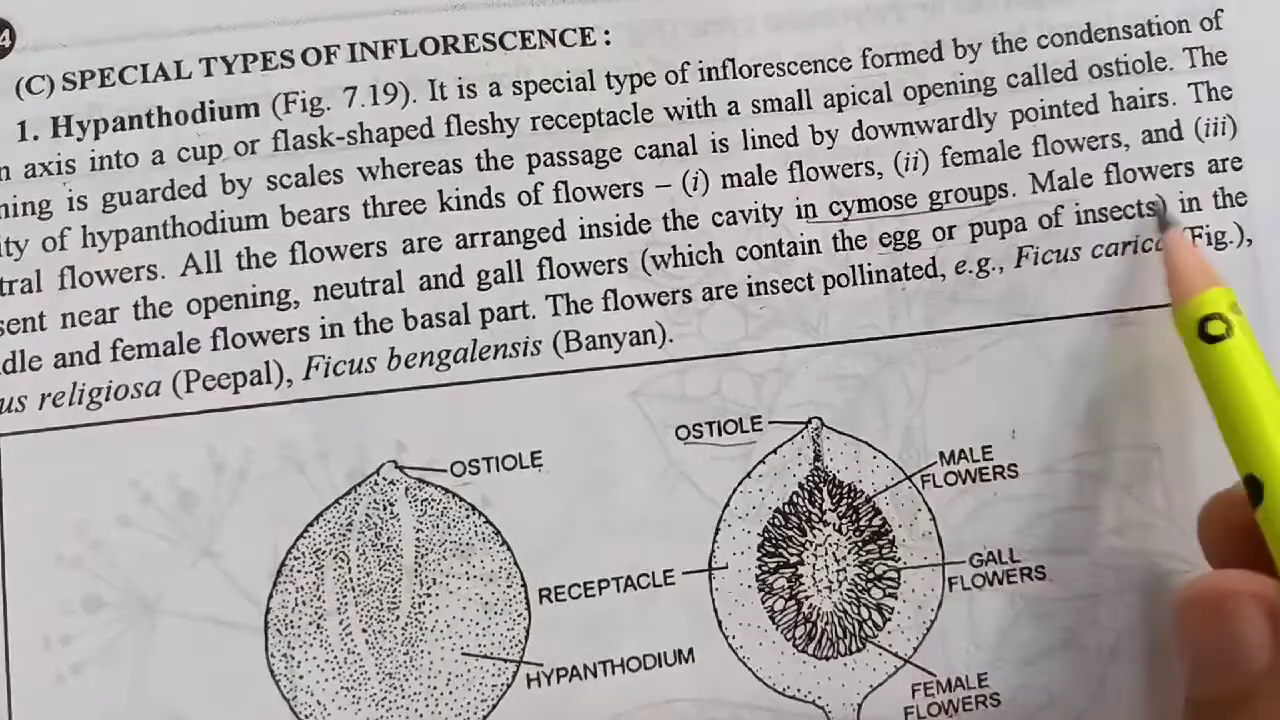 4
(C) SPECIAL TYPES OF INFLORESCENCE :
1. Hypanthodium (Fig. 7.19). It is a special type of inflorescence formed by the condensation of
n axis into a cup or flask-shaped fleshy receptacle with a small apical opening called ostiole. The
ning is guarded by scales whereas the passage canal is lined by downwardly pointed hairs. The
ity of hypanthodium bears three kinds of flowers – (i) male flowers, (ii) female flowers, and (iii)
tral flowers. All the flowers are arranged inside the cavity in cymose groups. Male flowers are
sent near the opening, neutral and gall flowers (which contain the egg or pupa of insects) in the
dle and female flowers in the basal part. The flowers are insect pollinated, e.g., Ficus carica (Fig.),
us religiosa (Peepal), Ficus bengalensis (Banyan).
OSTIOLE
HYPANTHODIUM
OSTIOLE
MALE
FLOWERS
RECEPTACLE
GALL
FLOWERS
FEMALE
FLOWERS